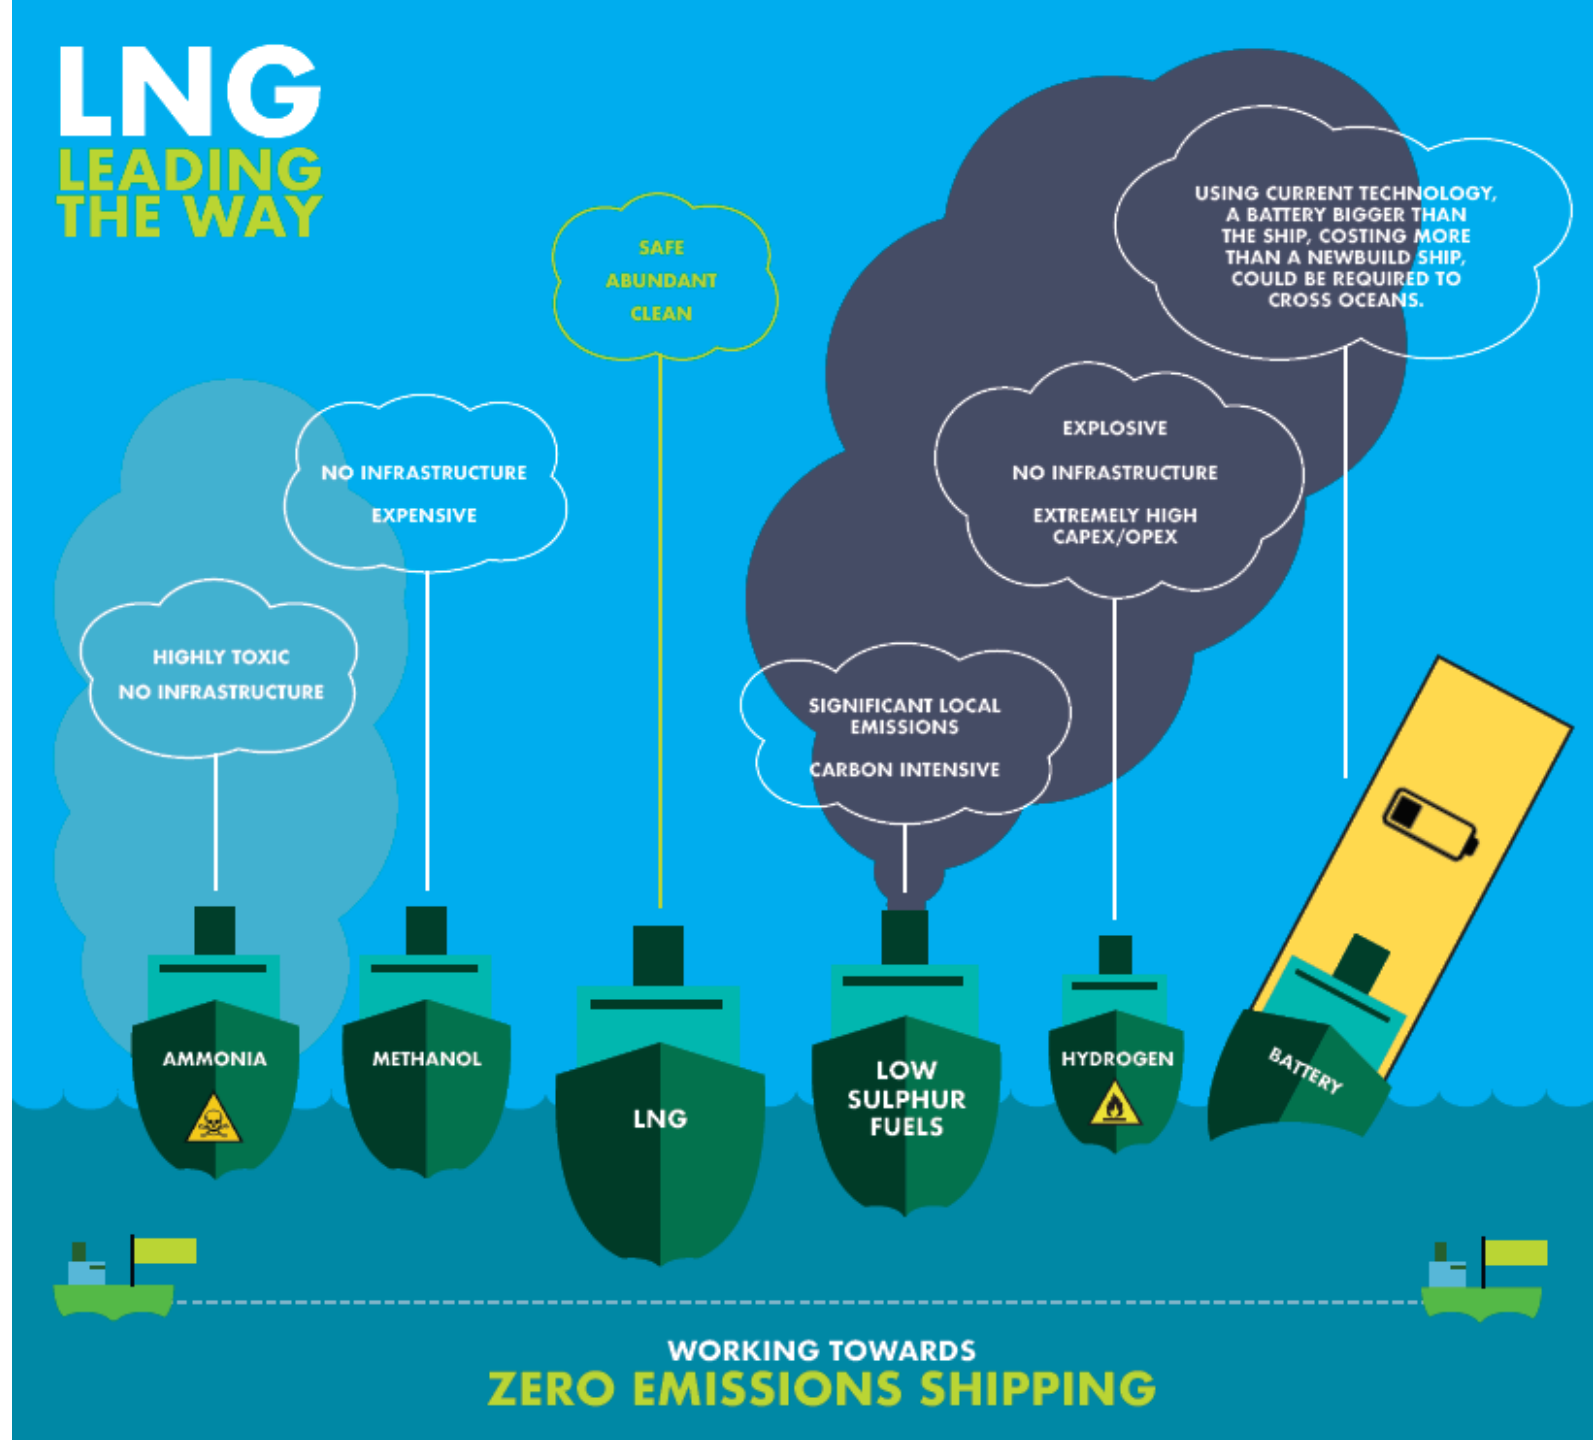 LNG
LEADING
THE WAY
SAFE
ABUNDANT
CLEAN
USING CURRENT TECHNOLOGY,
A BATTERY BIGGER THAN
THE SHIP, COSTING MORE
THAN A NEWBUILD SHIP,
COULD BE REQUIRED TO
CROSS OCEANS.
NO INFRASTRUCTURE
EXPENSIVE
EXPLOSIVE
NO INFRASTRUCTURE
EXTREMELY HIGH
CAPEX/OPEX
HIGHLY TOXIC
NO INFRASTRUCTURE
SIGNIFICANT LOCAL
EMISSIONS
CARBON INTENSIVE
AMMONIA
METHANOL
LNG
LOW
SULPHUR
FUELS
HYDROGEN
BATTERY
WORKING TOWARDS
ZERO EMISSIONS SHIPPING